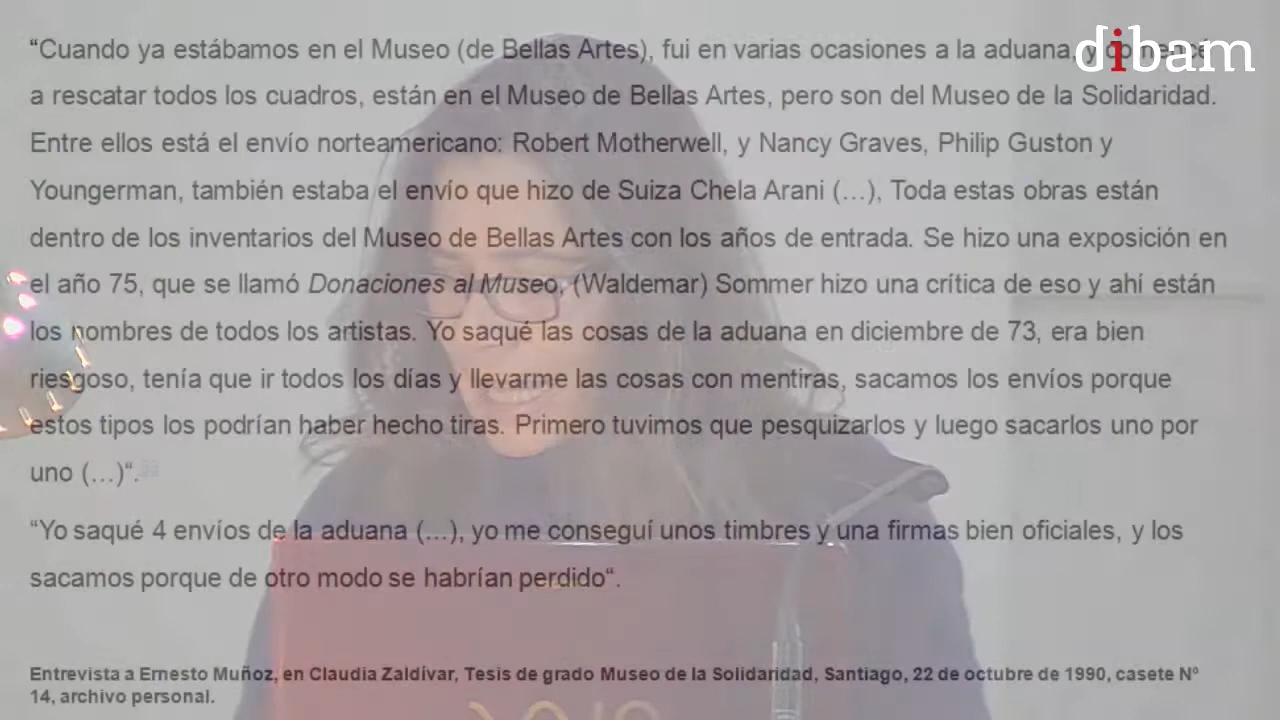 “Cuando ya estábamos en el Museo (de Bellas Artes), fui en varias ocasiones a la aduana, y comencé
dibam
a rescatar todos los cuadros, están en el Museo de Bellas Artes, pero son del Museo de la Solidaridad.
Entre ellos está el envío norteamericano: Robert Motherwell, y Nancy Graves, Philip Guston y
Youngerman, también estaba el envío que hizo de Suiza Chela Arani (…), Toda estas obras están
dentro de los inventarios del Museo de Bellas Artes con los años de entrada. Se hizo una exposición en
el año 75, que se llamó Donaciones al Museo, (Waldemar) Sommer hizo una crítica de eso y ahí están
los nombres de todos los artistas. Yo saqué las cosas de la aduana en diciembre de 73, era bien
riesgoso, tenía que ir todos los días y llevarme las cosas con mentiras, sacamos los envíos porque
estos tipos los podrían haber hecho tiras. Primero tuvimos que pesquizarlos y luego sacarlos uno por
uno (…)“.
“Yo saqué 4 envíos de la aduana (…), yo me conseguí unos timbres y una firmas bien oficiales, y los
sacamos porque de otro modo se habrían perdido“.
Entrevista a Ernesto Muñoz, en Claudia Zaldívar, Tesis de grado Museo de la Solidaridad, Santiago, 22 de octubre de 1990, casete Nº
14, archivo personal.